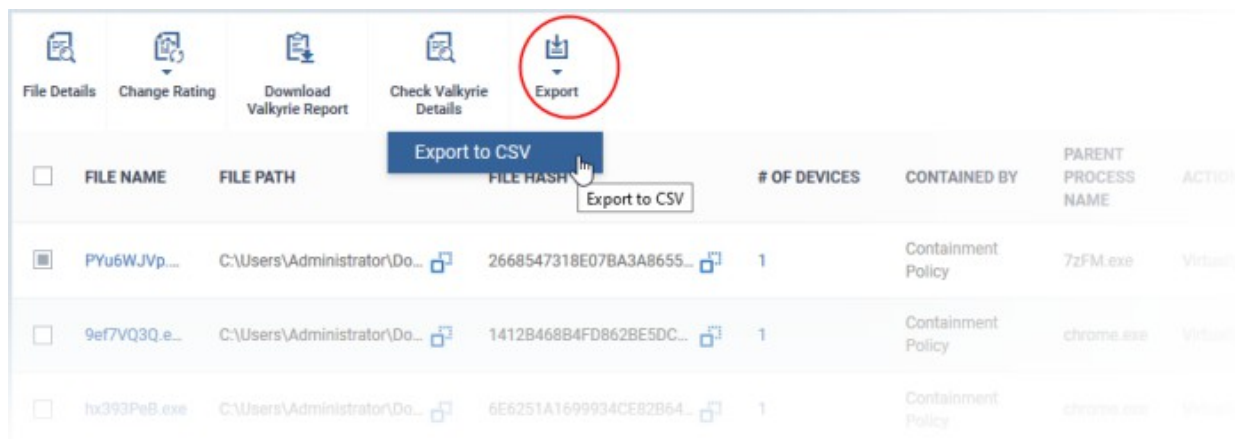 File Details Change Rating Download Valkyrie Report Check Valkyrie Details Export
Export to CSV
FILE NAME FILE PATH FILE HASH # OF DEVICES CONTAINED BY PARENT PROCESS NAME ACTIO
Export to CSV
PYu6WJVp.... C:\Users\Administrator\Do... 2668547318E07BA3A8655... 1 Containment Policy 7zFM.exe
9ef7VQ3Q.e... C:\Users\Administrator\Do... 1412B468B4FD862BE5DC... 1 Containment Policy chrome.exe
hx393PeB.exe C:\Users\Administrator\Do... 6E6251A1699934CE82B64... 1 Containment Policy chrome.exe